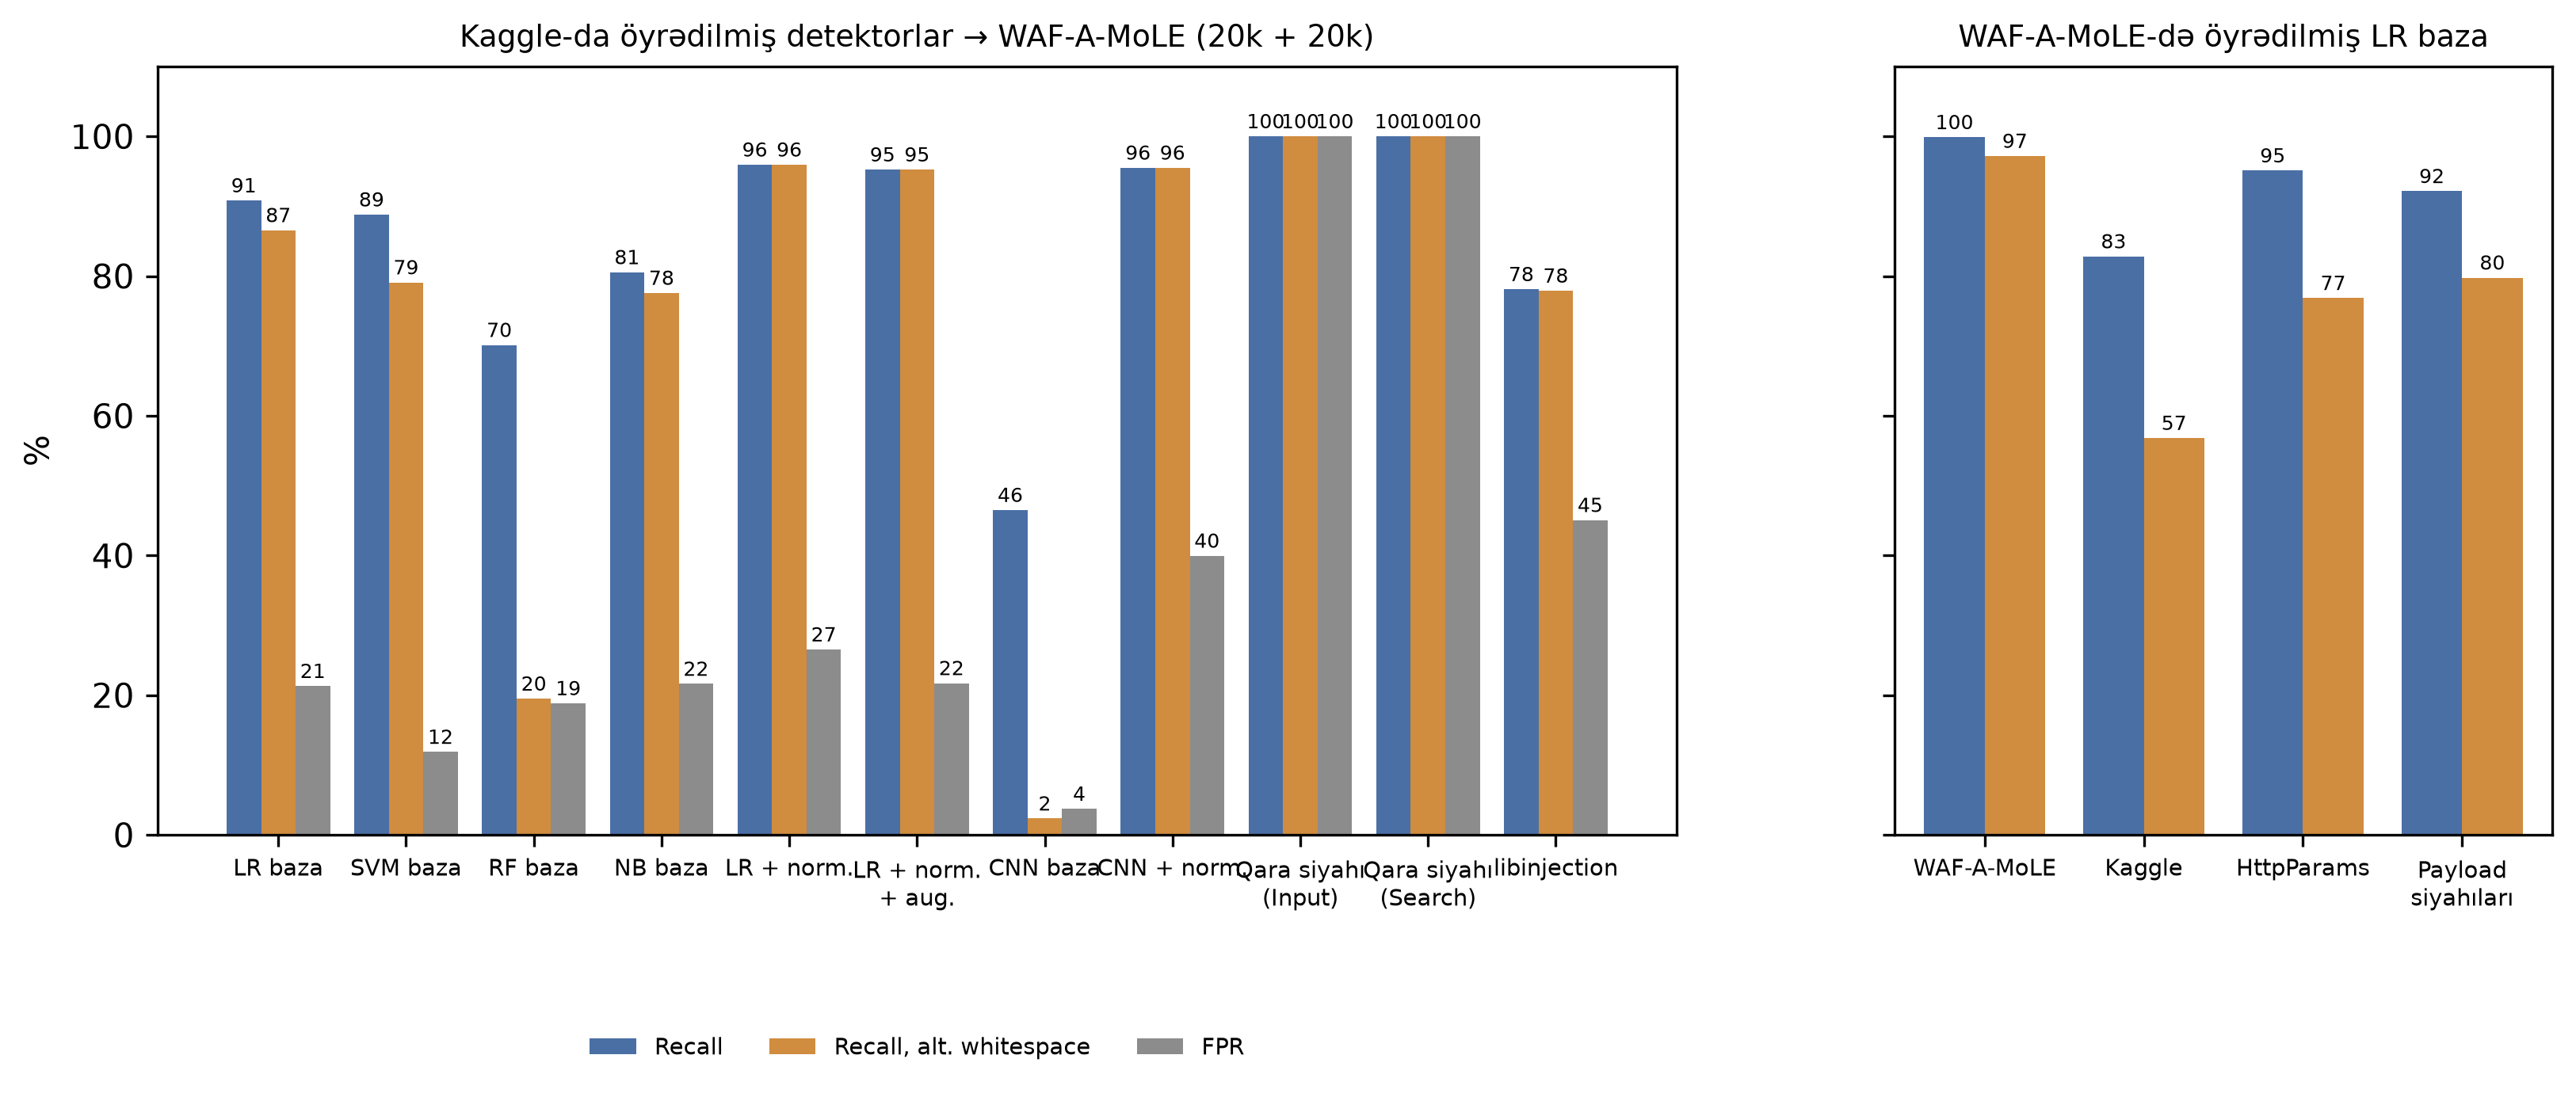 Kaggle-da öyrədilmiş detektorlar → WAF-A-MoLE (20k + 20k)
%
100
80
60
40
20
0
91 87 21
89 79 12
70 20 19
81 78 22
96 96 27
95 95 22
46 2 4
96 96 40
100 100 100
100 100 100
78 78 45
LR baza
SVM baza
RF baza
NB baza
LR + norm.
LR + norm.
+ aug.
CNN baza
CNN + norm.
Qara siyahı
(Input)
Qara siyahı
(Search)
libinjection
WAF-A-MoLE-də öyrədilmiş LR baza
100 97
83 57
95 77
92 80
WAF-A-MoLE
Kaggle
HttpParams
Payload
siyahıları
Recall
Recall, alt. whitespace
FPR